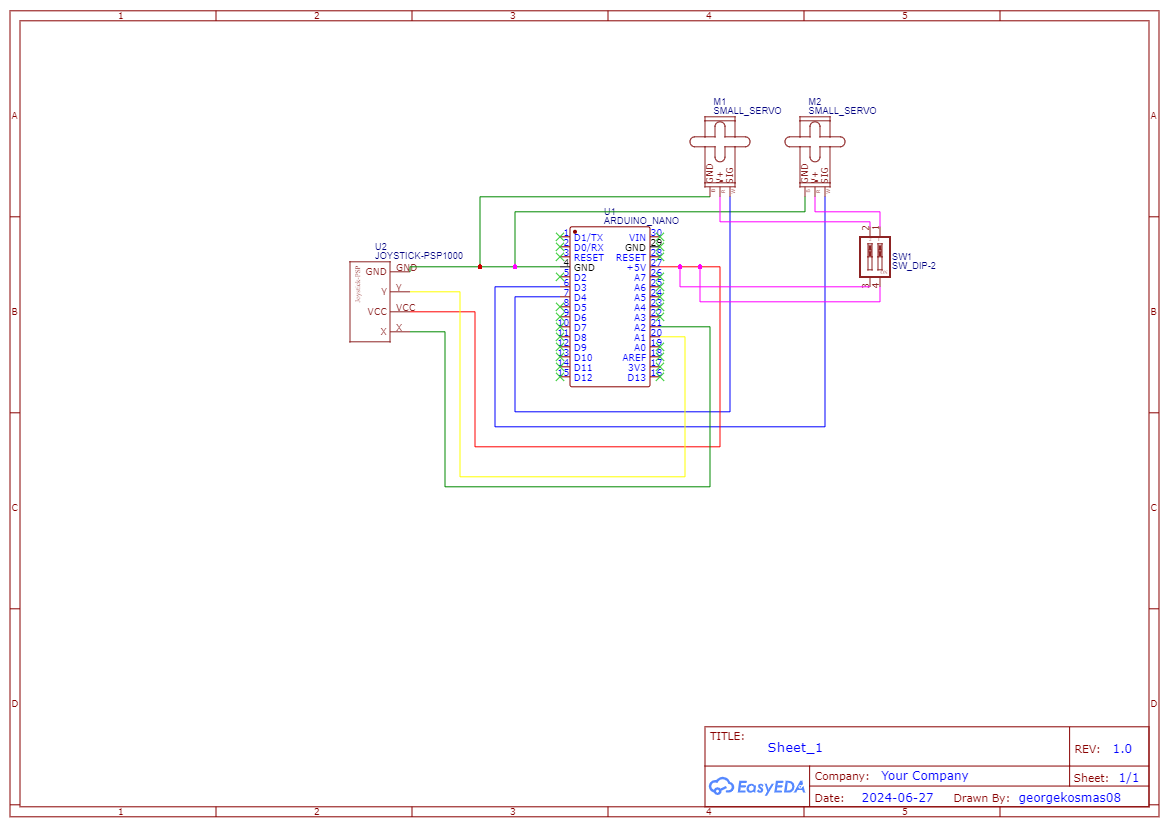 1 2 3 4 5
A A
B B
C C
D D
M1
SMALL_SERVO
GND
V+
SIG
M2
SMALL_SERVO
GND
V+
SIG
U1
ARDUINO_NANO
1 D1/TX
2 D0/RX
3 RESET
4 GND
5 D2
6 D3
7 D4
8 D5
9 D6
10 D7
11 D8
12 D9
13 D10
14 D11
15 D12
VIN 30
GND 29
RESET 28
+5V 27
A7 26
A6 25
A5 24
A4 23
A3 22
A2 21
A1 20
A0 19
AREF 18
3V3 17
D13 16
U2
JOYSTICK-PSP1000
Joystick-PSP
GND GND
Y Y
VCC VCC
X X
2 1
SW1
SW_DIP-2
3 4
TITLE:
Sheet_1
REV: 1.0
EasyEDA
Company: Your Company
Sheet: 1/1
Date: 2024-06-27 Drawn By: georgekosmas08
1 2 3 4 5